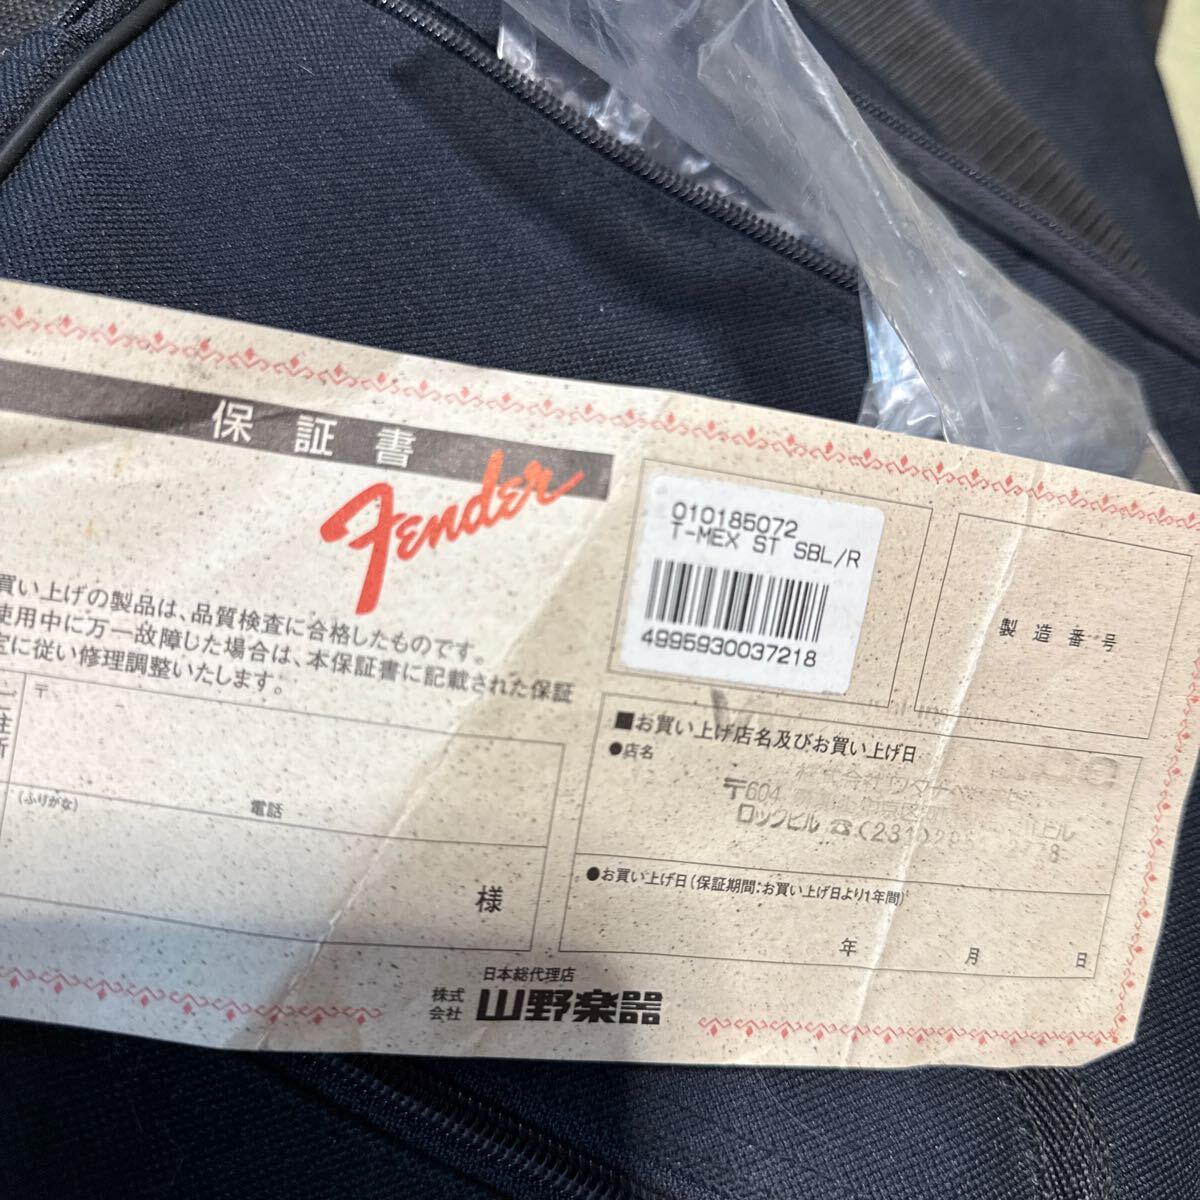 保証書
Fender
買い上げの製品は、品質検査に合格したものです。
使用中に万一故障した場合は、本保証書に記載された保証
定に従い修理調整いたします。
010185072
T-MEX ST SBL/R
4995930037218
製造番号
住所
〒
(ふりがな)
電話
様
■お買い上げ店名及びお買い上げ日
●店名
株式会社
〒604
ロックビル ☎(231)
●お買い上げ日(保証期間:お買い上げ日より1年間)
年 月 日
日本総代理店
株式会社 山野楽器